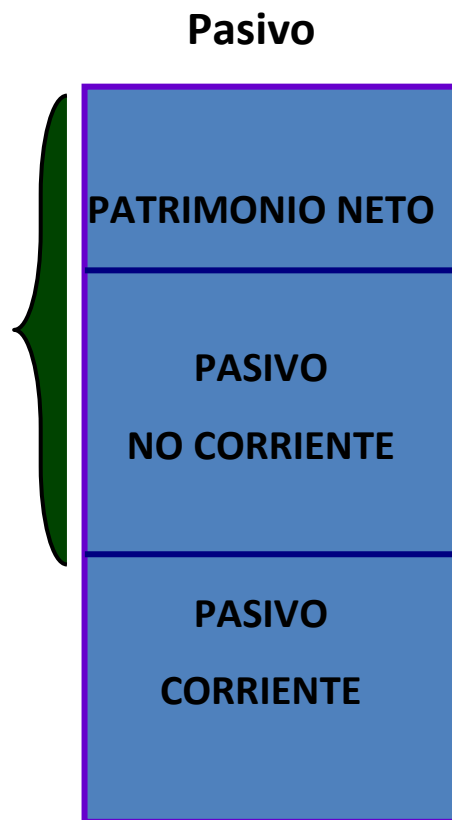 Pasivo
PATRIMONIO NETO
PASIVO
NO CORRIENTE
PASIVO
CORRIENTE